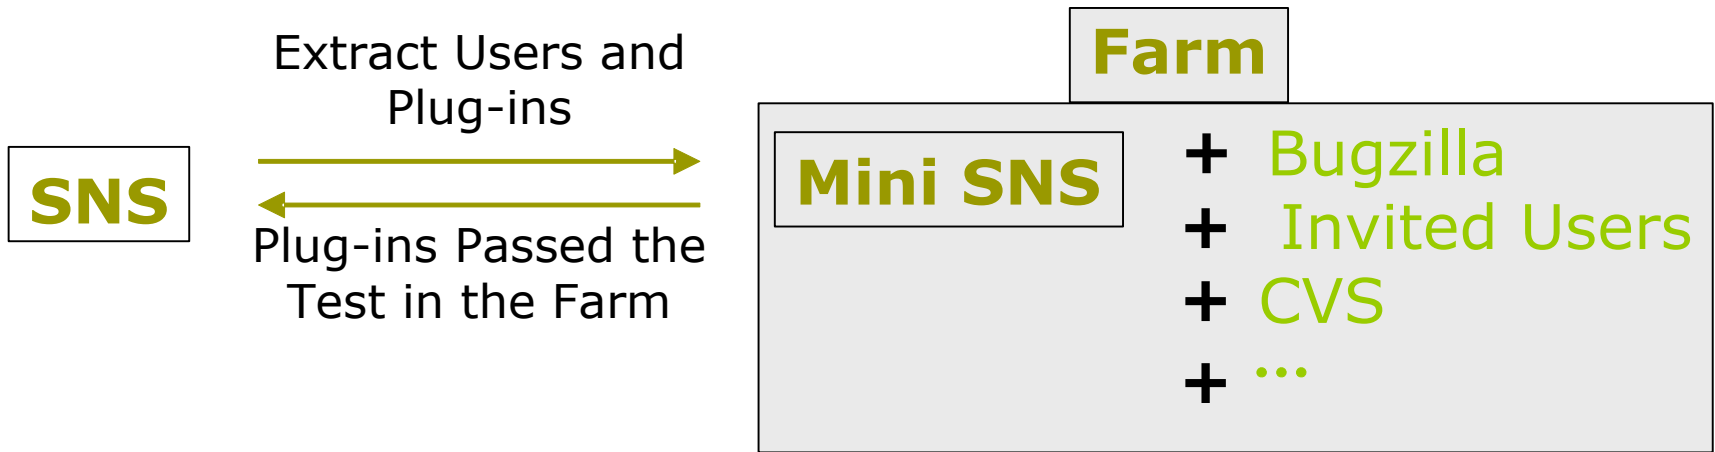 Extract Users and
Plug-ins
SNS
Plug-ins Passed the
Test in the Farm
Farm
Mini SNS
+ Bugzilla
+ Invited Users
+ CVS
+ ...